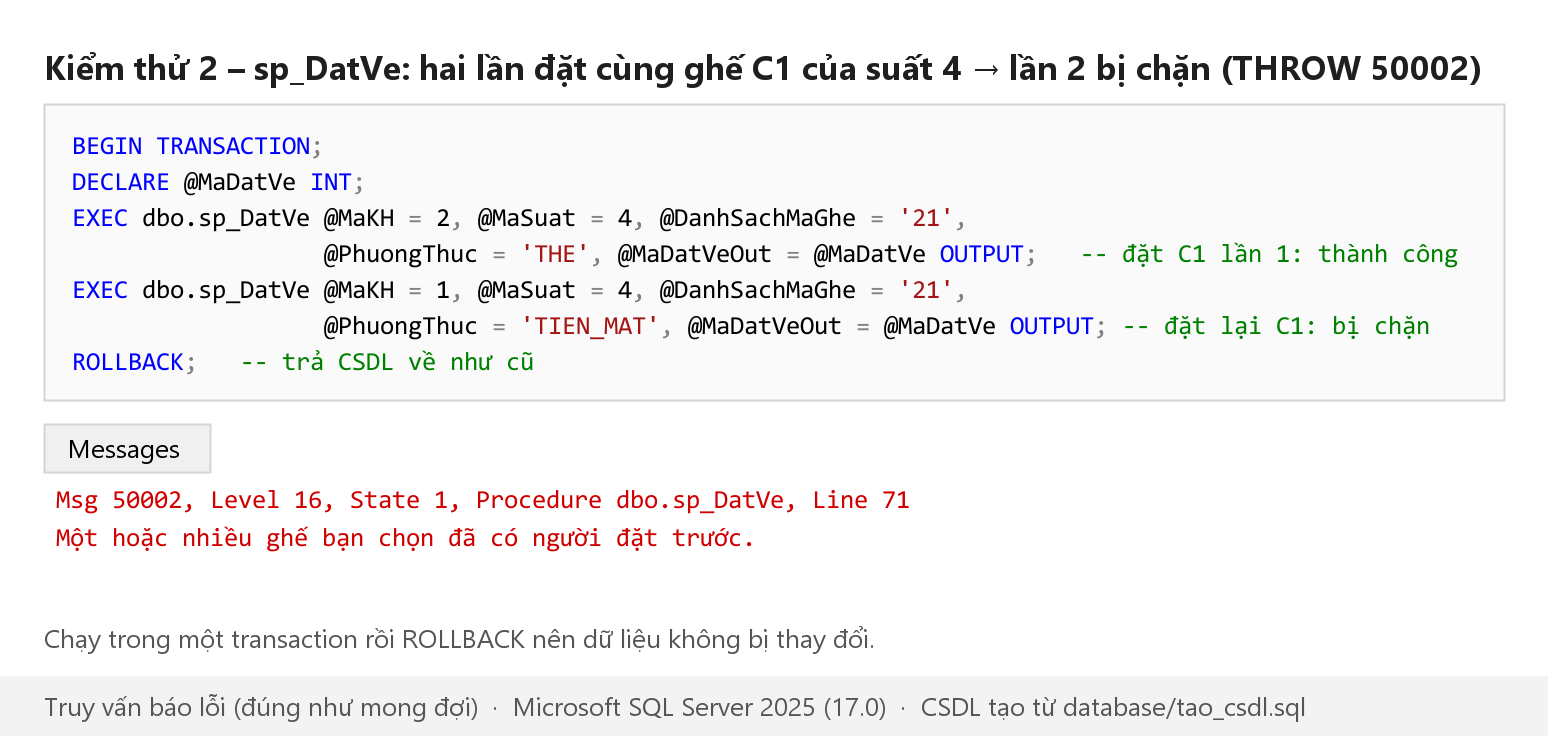 Kiểm thử 2 – sp_DatVe: hai lần đặt cùng ghế C1 của suất 4 → lần 2 bị chặn (THROW 50002)
BEGIN TRANSACTION;
DECLARE @MaDatVe INT;
EXEC dbo.sp_DatVe @MaKH = 2, @MaSuat = 4, @DanhSachMaGhe = '21',
@PhuongThuc = 'THE', @MaDatVeOut = @MaDatVe OUTPUT;   -- đặt C1 lần 1: thành công
EXEC dbo.sp_DatVe @MaKH = 1, @MaSuat = 4, @DanhSachMaGhe = '21',
@PhuongThuc = 'TIEN_MAT', @MaDatVeOut = @MaDatVe OUTPUT; -- đặt lại C1: bị chặn
ROLLBACK;   -- trả CSDL về như cũ
Messages
Msg 50002, Level 16, State 1, Procedure dbo.sp_DatVe, Line 71
Một hoặc nhiều ghế bạn chọn đã có người đặt trước.
Chạy trong một transaction rồi ROLLBACK nên dữ liệu không bị thay đổi.
Truy vấn báo lỗi (đúng như mong đợi) · Microsoft SQL Server 2025 (17.0) · CSDL tạo từ database/tao_csdl.sql